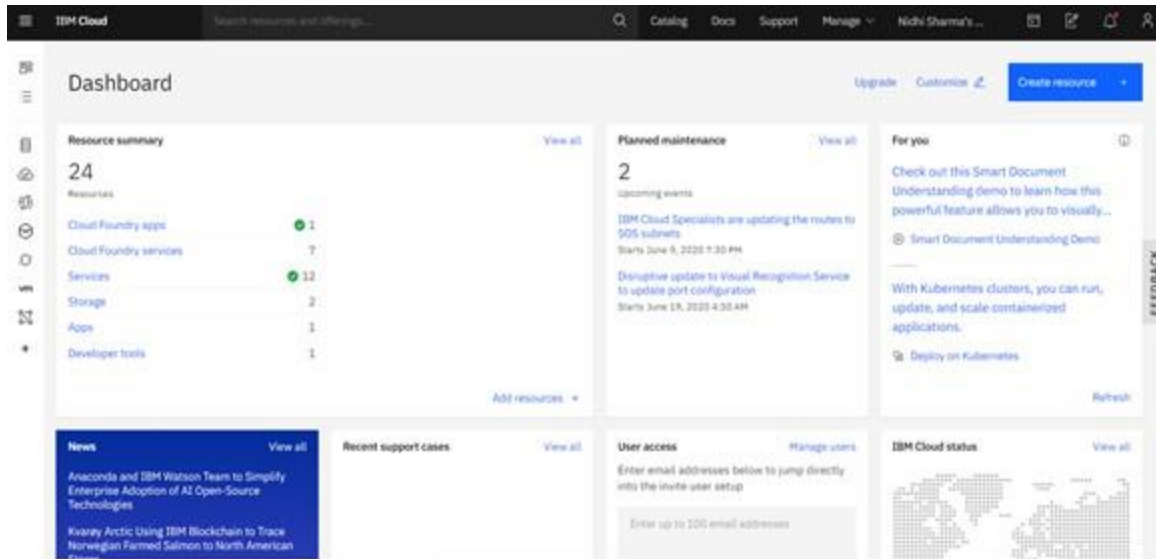 IBM Cloud
Search resources and offerings...
Catalog
Docs
Support
Manage
Nidhi Sharma's ...
Dashboard
Upgrade
Customize
Create resource +
Resource summary
View all
24
Resources
Cloud Foundry apps 1
Cloud Foundry services 7
Services 12
Storage 2
Apps 1
Developer tools 1
Add resources +
Planned maintenance
View all
2
Upcoming events
IBM Cloud Specialists are updating the routes to
SOS subnets
Starts June 9, 2020 7:30 PM
Disruptive update to Visual Recognition Service
to update port configuration
Starts June 19, 2020 4:30 AM
For you
Check out this Smart Document
Understanding demo to learn how this
powerful feature allows you to visually...
Smart Document Understanding Demo
With Kubernetes clusters, you can run,
update, and scale containerized
applications.
Deploy on Kubernetes
Refresh
FEEDBACK
vm
News
View all
Anaconda and IBM Watson Team to Simplify
Enterprise Adoption of AI Open-Source
Technologies
Kvarøy Arctic Using IBM Blockchain to Trace
Norwegian Farmed Salmon to North American
Stores
Recent support cases
View all
User access
Manage users
Enter email addresses below to jump directly
into the invite user setup
Enter up to 100 email addresses
IBM Cloud status
View all